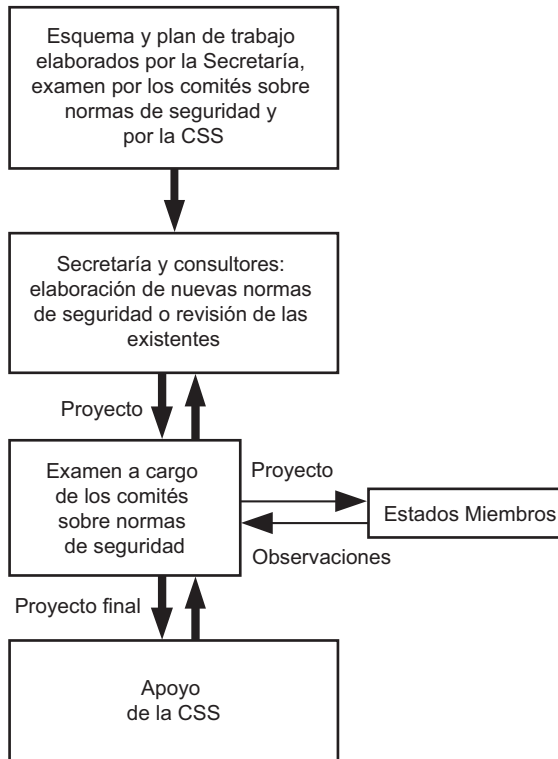 Esquema y plan de trabajo
elaborados por la Secretaría,
examen por los comités sobre
normas de seguridad y
por la CSS
Secretaría y consultores:
elaboración de nuevas normas
de seguridad o revisión de las
existentes
Proyecto
Examen a cargo
de los comités
sobre normas
de seguridad
Proyecto
Estados Miembros
Observaciones
Proyecto final
Apoyo
de la CSS